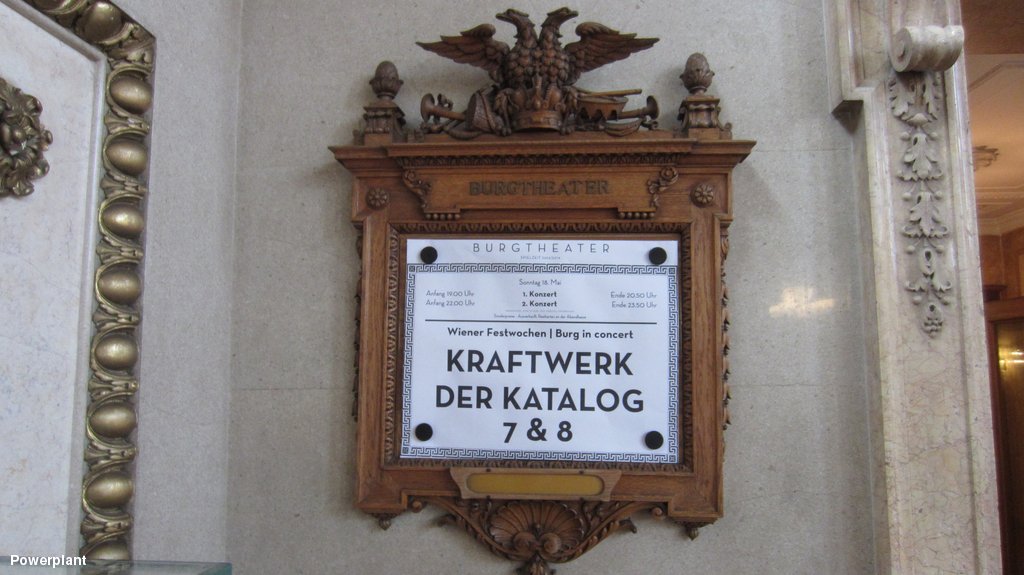 BURGTHEATER
BURGTHEATER
Sonntag 18. Mai
Anfang 19.00 Uhr 1. Konzert Ende 20.50 Uhr
Anfang 22.00 Uhr 2. Konzert Ende 23.50 Uhr
Wiener Festwochen | Burg in concert
KRAFTWERK
DER KATALOG
7 & 8
Powerplant